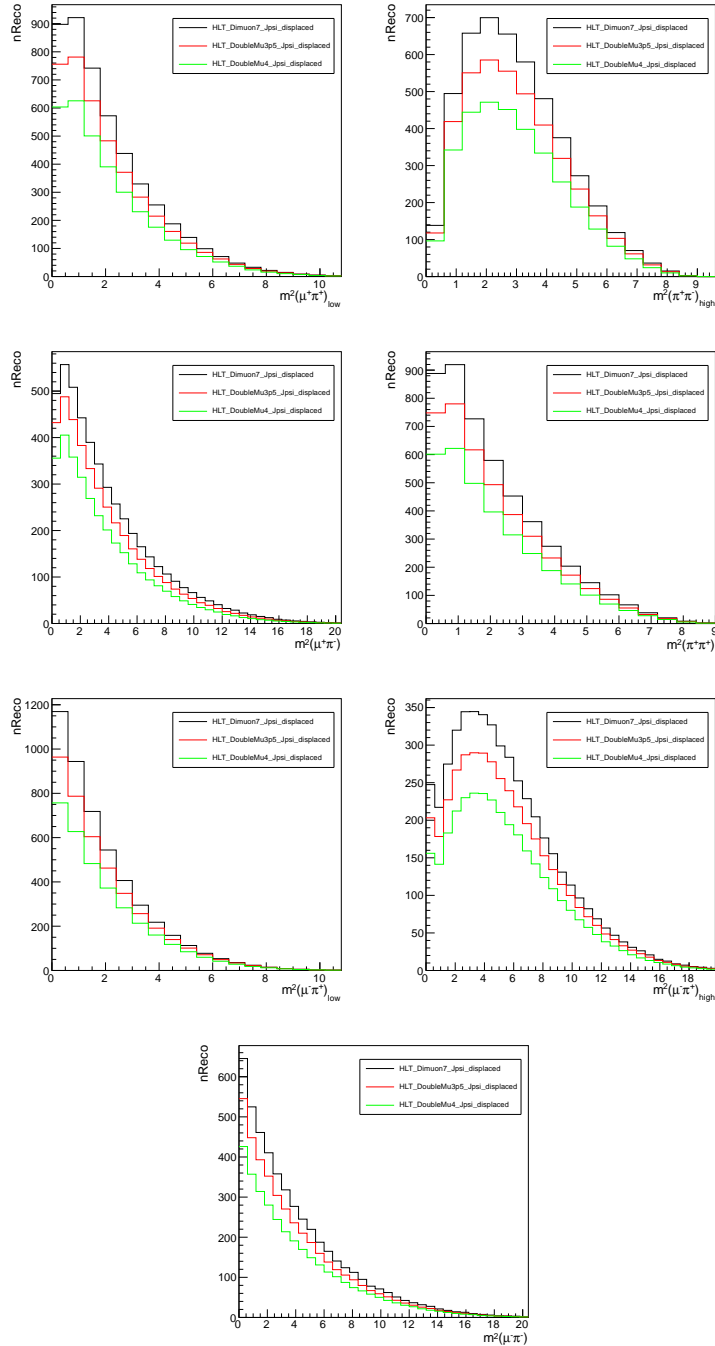 nReco
900
800
700
600
500
400
300
200
100
0
HLT_Dimuon7_Jpsi_displaced
HLT_DoubleMu3p5_Jpsi_displaced
HLT_DoubleMu4_Jpsi_displaced
0 2 4 6 8 10
m²(μ⁺π⁺)low
nReco
700
600
500
400
300
200
100
0
HLT_Dimuon7_Jpsi_displaced
HLT_DoubleMu3p5_Jpsi_displaced
HLT_DoubleMu4_Jpsi_displaced
0 1 2 3 4 5 6 7 8 9
m²(π⁺π⁻)high
nReco
500
400
300
200
100
0
HLT_Dimuon7_Jpsi_displaced
HLT_DoubleMu3p5_Jpsi_displaced
HLT_DoubleMu4_Jpsi_displaced
0 2 4 6 8 10 12 14 16 18 20
m²(μ⁺π⁻)
nReco
900
800
700
600
500
400
300
200
100
0
HLT_Dimuon7_Jpsi_displaced
HLT_DoubleMu3p5_Jpsi_displaced
HLT_DoubleMu4_Jpsi_displaced
0 1 2 3 4 5 6 7 8 9
m²(π⁺π⁺)
nReco
1200
1000
800
600
400
200
0
HLT_Dimuon7_Jpsi_displaced
HLT_DoubleMu3p5_Jpsi_displaced
HLT_DoubleMu4_Jpsi_displaced
0 2 4 6 8 10
m²(μ⁻π⁺)low
nReco
350
300
250
200
150
100
50
0
HLT_Dimuon7_Jpsi_displaced
HLT_DoubleMu3p5_Jpsi_displaced
HLT_DoubleMu4_Jpsi_displaced
0 2 4 6 8 10 12 14 16 18
m²(μ⁻π⁺)high
nReco
600
500
400
300
200
100
0
HLT_Dimuon7_Jpsi_displaced
HLT_DoubleMu3p5_Jpsi_displaced
HLT_DoubleMu4_Jpsi_displaced
0 2 4 6 8 10 12 14 16 18 20
m²(μ⁻π⁻)